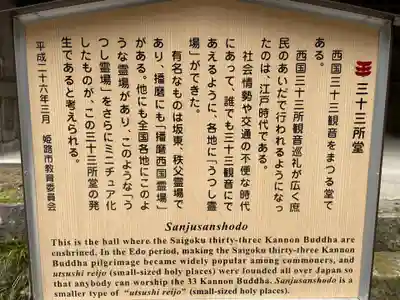 三十三所堂
西国三十三観音をまつる堂で
ある。
西国三十三所観音巡礼が広く庶
民のあいだで行われるようになっ
たのは、江戸時代である。
社会情勢や交通の不便な時代
にあって、誰でも三十三観音にで
あえるように、各地に「うつし霊
場」ができた。
有名なものは坂東、秩父霊場で
あり、播磨にも「播磨西国霊場」
がある。他にも全国各地にこのよ
うな霊場があり、このような「う
つし霊場」をさらにミニチュア化
したものが、この三十三所堂の発
生であると考えられる。
平成二十六年三月 姫路市教育委員会
Sanjusanshodo
This is the hall where the Saigoku thirty-three Kannon Buddha are
enshrined. In the Edo period, making the Saigoku thirty-three Kannon
Buddha pilgrimage became widely popular among commoners, and
utsushi reijo (small-sized holy places) were founded all over Japan so
that anybody can worship the 33 Kannon Buddha. Sanjusanshodo is a
smaller type of "utsushi reijo" (small-sized holy places).